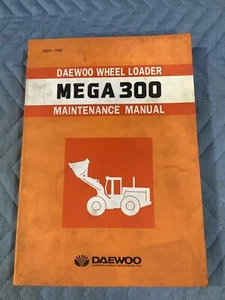 DAEWOO WHEEL LOADER
MEGA 300
MAINTENANCE MANUAL
DAEWOO